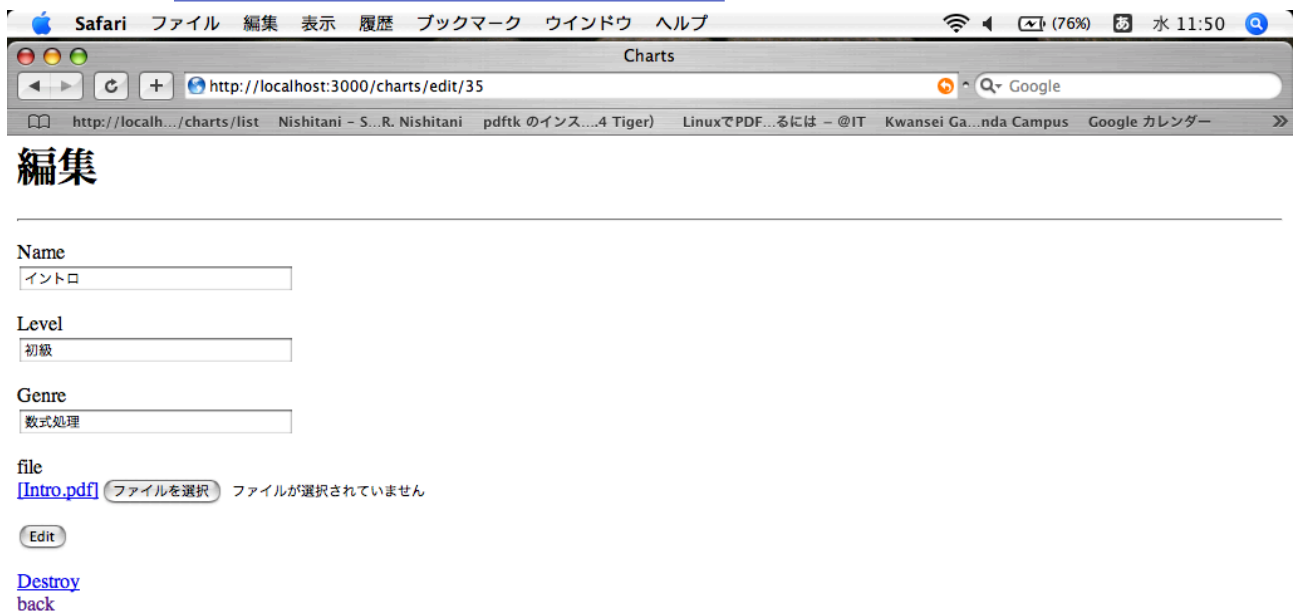 Safari ファイル 編集 表示 履歴 ブックマーク ウインドウ ヘルプ (76%) あ 水 11:50
Charts
http://localhost:3000/charts/edit/35 Google
http://localh.../charts/list Nishitani – S...R. Nishitani pdftk のインス....4 Tiger) LinuxでPDF...るには – @IT Kwansei Ga...nda Campus Google カレンダー
編集
Name
イントロ
Level
初級
Genre
数式処理
file
[Intro.pdf] ファイルを選択 ファイルが選択されていません
Edit
Destroy
back